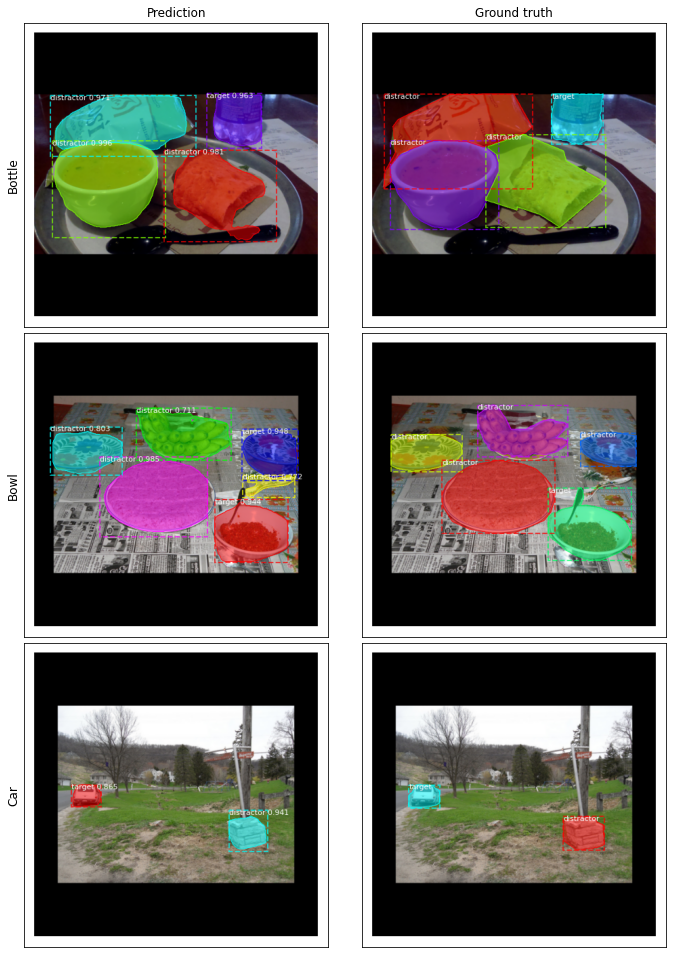 Prediction
Ground truth
Bottle
distractor 0.971
target 0.963
distractor 0.996
distractor 0.981
distractor
target
distractor
distractor
Bowl
distractor 0.711
distractor 0.803
target 0.948
distractor 0.985
target 0.944
distractor
distractor
distractor
distractor
target
Car
target 0.865
distractor 0.941
target
distractor